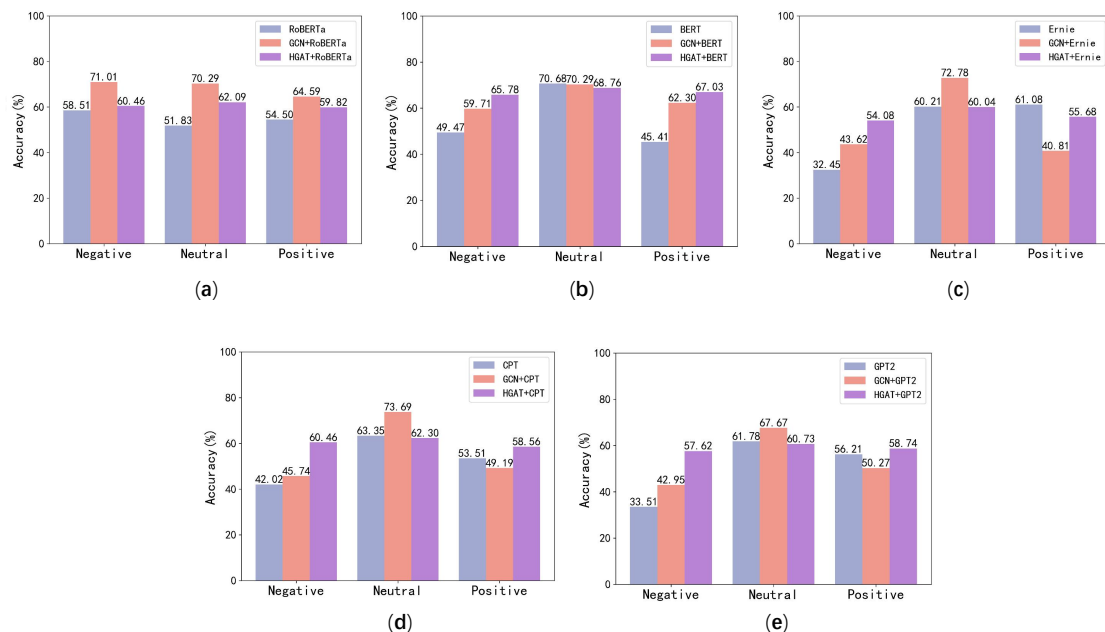 100
80
60
40
20
0
Accuracy(%)
RoBERTa
GCN+RoBERTa
HGAT+RoBERTa
58.51
71.01
60.46
51.83
70.29
62.09
54.50
64.59
59.82
Negative
Neutral
Positive
(a)
100
80
60
40
20
0
Accuracy(%)
BERT
GCN+BERT
HGAT+BERT
49.47
59.71
65.78
70.68
70.29
68.76
45.41
62.30
67.03
Negative
Neutral
Positive
(b)
100
80
60
40
20
0
Accuracy(%)
Ernie
GCN+Ernie
HGAT+Ernie
32.45
43.62
54.08
60.21
72.78
60.04
61.08
40.81
55.68
Negative
Neutral
Positive
(c)
100
80
60
40
20
0
Accuracy(%)
CPT
GCN+CPT
HGAT+CPT
42.02
45.74
60.46
63.35
73.69
62.30
53.51
49.19
58.56
Negative
Neutral
Positive
(d)
100
80
60
40
20
0
Accuracy(%)
GPT2
GCN+GPT2
HGAT+GPT2
33.51
42.95
57.62
61.78
67.67
60.73
56.21
50.27
58.74
Negative
Neutral
Positive
(e)